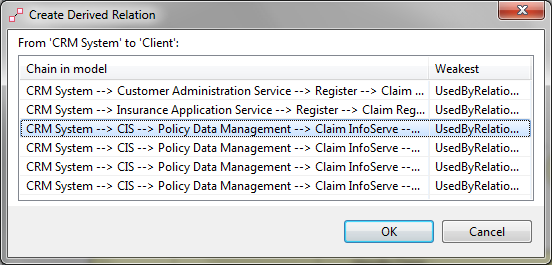 Create Derived Relation
From 'CRM System' to 'Client':
Chain in model Weakest
CRM System --> Customer Administration Service --> Register --> Claim ... UsedByRelatio...
CRM System --> Insurance Application Service --> Register --> Claim Reg... UsedByRelatio...
CRM System --> CIS --> Policy Data Management --> Claim InfoServe --... UsedByRelatio...
CRM System --> CIS --> Policy Data Management --> Claim InfoServe --... UsedByRelatio...
CRM System --> CIS --> Policy Data Management --> Claim InfoServe --... UsedByRelatio...
CRM System --> CIS --> Policy Data Management --> Claim InfoServe --... UsedByRelatio...
OK Cancel